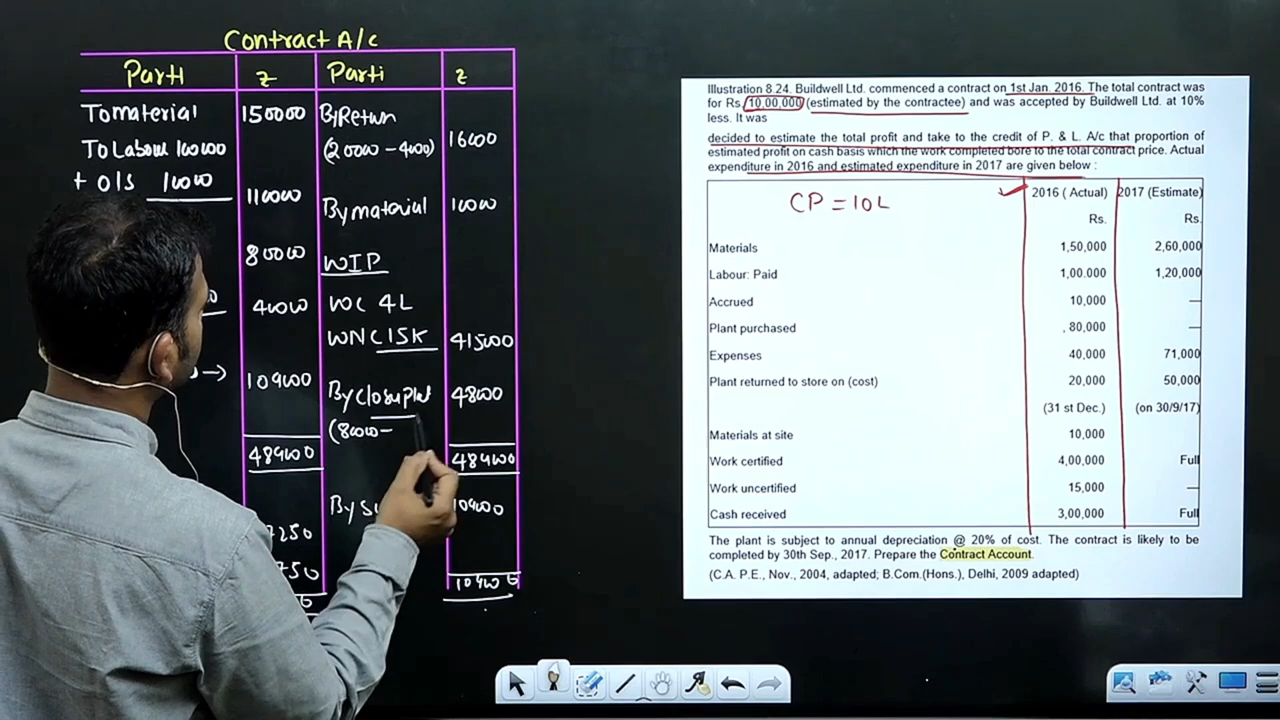 Contract A/c
Parti
₹
Parti
₹
To material
150000
By Return
(20000 - 4000)
16000
To Labour 100000
+ O/S 10000
110000
By material
10000
80000
WIP
40000
WC 4L
WNC 15K
415000
109000
By closing Plant
48000
(80000 -
489000
489000
109000
Illustration 8.24. Buildwell Ltd. commenced a contract on 1st Jan. 2016. The total contract was
for Rs. 10,00,000 (estimated by the contractee) and was accepted by Buildwell Ltd. at 10%
less. It was
decided to estimate the total profit and take to the credit of P. & L. A/c that proportion of
estimated profit on cash basis which the work completed bore to the total contract price. Actual
expenditure in 2016 and estimated expenditure in 2017 are given below :
CP = 10L
2016 ( Actual)
2017 (Estimate)
Rs.
Rs.
Materials 1,50,000 2,60,000
Labour: Paid 1,00.000 1,20,000
Accrued 10,000 —
Plant purchased 80,000 —
Expenses 40,000 71,000
Plant returned to store on (cost) 20,000 50,000
(31 st Dec.) (on 30/9/17)
Materials at site 10,000
Work certified 4,00,000 Full
Work uncertified 15,000 —
Cash received 3,00,000 Full
The plant is subject to annual depreciation @ 20% of cost. The contract is likely to be
completed by 30th Sep., 2017. Prepare the Contract Account.
(C.A. P.E., Nov., 2004, adapted; B.Com.(Hons.), Delhi, 2009 adapted)